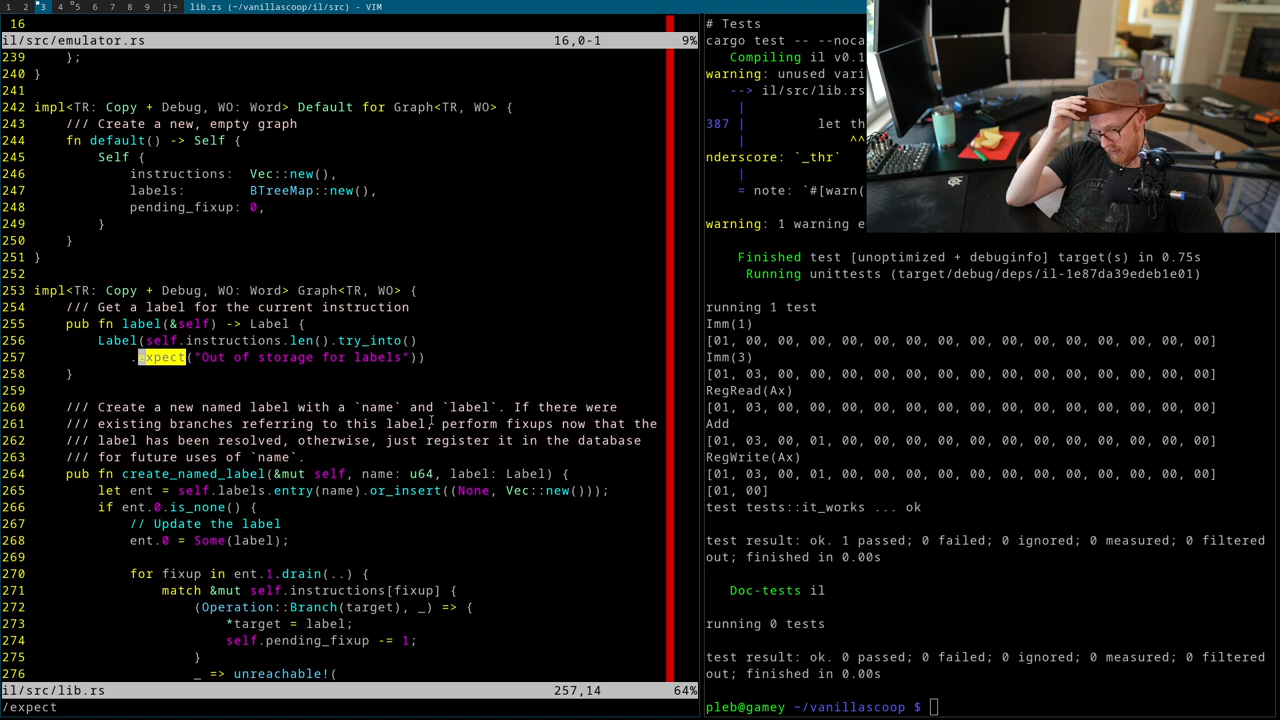 1 2 3 4 5 6 7 8 9 []= lib.rs (~/vanillascoop/il/src) - VIM
16
il/src/emulator.rs 16,0-1 9%
239 };
240 }
241
242 impl<TR: Copy + Debug, WO: Word> Default for Graph<TR, WO> {
243 /// Create a new, empty graph
244 fn default() -> Self {
245 Self {
246 instructions: Vec::new(),
247 labels: BTreeMap::new(),
248 pending_fixup: 0,
249 }
250 }
251 }
252
253 impl<TR: Copy + Debug, WO: Word> Graph<TR, WO> {
254 /// Get a label for the current instruction
255 pub fn label(&self) -> Label {
256 Label(self.instructions.len().try_into()
257 .expect("Out of storage for labels"))
258 }
259
260 /// Create a new named label with a `name` and `label`. If there were
261 /// existing branches referring to this label, perform fixups now that the
262 /// label has been resolved, otherwise, just register it in the database
263 /// for future uses of `name`.
264 pub fn create_named_label(&mut self, name: u64, label: Label) {
265 let ent = self.labels.entry(name).or_insert((None, Vec::new()));
266 if ent.0.is_none() {
267 // Update the label
268 ent.0 = Some(label);
269
270 for fixup in ent.1.drain(..) {
271 match &mut self.instructions[fixup] {
272 (Operation::Branch(target), _) => {
273 *target = label;
274 self.pending_fixup -= 1;
275 }
276 _ => unreachable!(
il/src/lib.rs 257,14 64%
/expect
# Tests
cargo test -- --noca
Compiling il v0.1
warning: unused vari
--> il/src/lib.rs
|
387 | let th
| ^^
nderscore: `_thr`
|
= note: `#[warn(
warning: 1 warning e
Finished test [unoptimized + debuginfo] target(s) in 0.75s
Running unittests (target/debug/deps/il-1e87da39edeb1e01)
running 1 test
Imm(1)
[01, 00, 00, 00, 00, 00, 00, 00, 00, 00, 00, 00, 00, 00, 00, 00]
Imm(3)
[01, 03, 00, 00, 00, 00, 00, 00, 00, 00, 00, 00, 00, 00, 00, 00]
RegRead(Ax)
[01, 03, 00, 00, 00, 00, 00, 00, 00, 00, 00, 00, 00, 00, 00, 00]
Add
[01, 03, 00, 01, 00, 00, 00, 00, 00, 00, 00, 00, 00, 00, 00, 00]
RegWrite(Ax)
[01, 03, 00, 01, 00, 00, 00, 00, 00, 00, 00, 00, 00, 00, 00, 00]
[01, 00]
test tests::it_works ... ok
test result: ok. 1 passed; 0 failed; 0 ignored; 0 measured; 0 filtered
out; finished in 0.00s
Doc-tests il
running 0 tests
test result: ok. 0 passed; 0 failed; 0 ignored; 0 measured; 0 filtered
out; finished in 0.00s
pleb@gamey ~/vanillascoop $